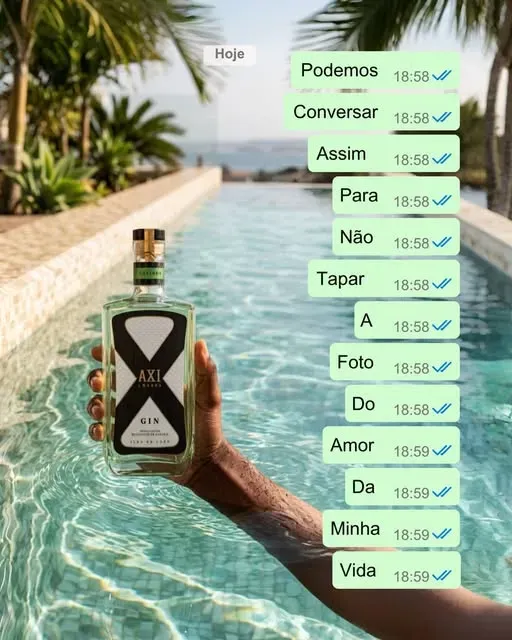 Hoje
Podemos 18:58
Conversar 18:58
Assim 18:58
Para 18:58
Não 18:58
Tapar 18:58
A 18:58
Foto 18:58
Do 18:58
Amor 18:59
Da 18:59
Minha 18:59
Vida 18:59
AXI
GIN